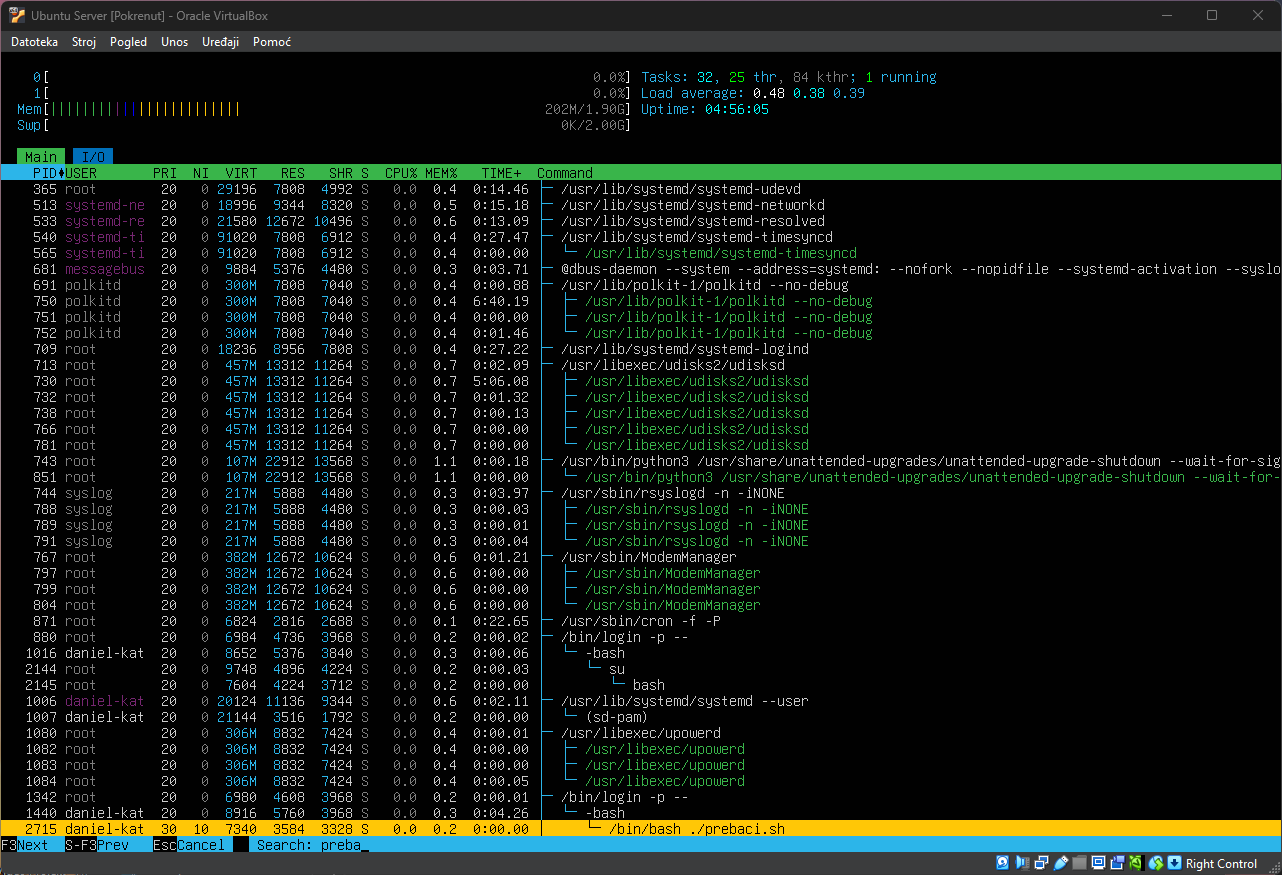 Ubuntu Server [Pokrenut] - Oracle VirtualBox
Datoteka Stroj Pogled Unos Uređaji Pomoć
0[ 0.0%] Tasks: 32, 25 thr, 84 kthr; 1 running
1[ 0.0%] Load average: 0.48 0.38 0.39
Mem[|||||||||||||||||||||||| 202M/1.90G] Uptime: 04:56:05
Swp[ 0K/2.00G]
Main I/O
PID USER PRI NI VIRT RES SHR S CPU% MEM% TIME+ Command
365 root 20 0 29196 7808 4992 S 0.0 0.4 0:14.46 ├─ /usr/lib/systemd/systemd-udevd
513 systemd-ne 20 0 18996 9344 8320 S 0.0 0.5 0:15.18 ├─ /usr/lib/systemd/systemd-networkd
533 systemd-re 20 0 21580 12672 10496 S 0.0 0.6 0:13.09 ├─ /usr/lib/systemd/systemd-resolved
540 systemd-ti 20 0 91020 7808 6912 S 0.0 0.4 0:27.47 ├─ /usr/lib/systemd/systemd-timesyncd
565 systemd-ti 20 0 91020 7808 6912 S 0.0 0.4 0:00.00 │ └─ /usr/lib/systemd/systemd-timesyncd
681 messagebus 20 0 9884 5376 4480 S 0.0 0.3 0:03.71 ├─ @dbus-daemon --system --address=systemd: --nofork --nopidfile --systemd-activation --syslo
691 polkitd 20 0 300M 7808 7040 S 0.0 0.4 0:00.88 ├─ /usr/lib/polkit-1/polkitd --no-debug
750 polkitd 20 0 300M 7808 7040 S 0.0 0.4 6:40.19 │ ├─ /usr/lib/polkit-1/polkitd --no-debug
751 polkitd 20 0 300M 7808 7040 S 0.0 0.4 0:00.00 │ ├─ /usr/lib/polkit-1/polkitd --no-debug
752 polkitd 20 0 300M 7808 7040 S 0.0 0.4 0:01.46 │ └─ /usr/lib/polkit-1/polkitd --no-debug
709 root 20 0 18236 8956 7808 S 0.0 0.4 0:27.22 ├─ /usr/lib/systemd/systemd-logind
713 root 20 0 457M 13312 11264 S 0.0 0.7 0:02.09 ├─ /usr/libexec/udisks2/udisksd
730 root 20 0 457M 13312 11264 S 0.0 0.7 5:06.08 │ ├─ /usr/libexec/udisks2/udisksd
732 root 20 0 457M 13312 11264 S 0.0 0.7 0:01.32 │ ├─ /usr/libexec/udisks2/udisksd
738 root 20 0 457M 13312 11264 S 0.0 0.7 0:00.13 │ ├─ /usr/libexec/udisks2/udisksd
766 root 20 0 457M 13312 11264 S 0.0 0.7 0:00.00 │ ├─ /usr/libexec/udisks2/udisksd
781 root 20 0 457M 13312 11264 S 0.0 0.7 0:00.00 │ └─ /usr/libexec/udisks2/udisksd
743 root 20 0 107M 22912 13568 S 0.0 1.1 0:00.18 ├─ /usr/bin/python3 /usr/share/unattended-upgrades/unattended-upgrade-shutdown --wait-for-sig
851 root 20 0 107M 22912 13568 S 0.0 1.1 0:00.00 │ └─ /usr/bin/python3 /usr/share/unattended-upgrades/unattended-upgrade-shutdown --wait-for-
744 syslog 20 0 217M 5888 4480 S 0.0 0.3 0:03.97 ├─ /usr/sbin/rsyslogd -n -iNONE
788 syslog 20 0 217M 5888 4480 S 0.0 0.3 0:00.03 │ ├─ /usr/sbin/rsyslogd -n -iNONE
789 syslog 20 0 217M 5888 4480 S 0.0 0.3 0:00.01 │ ├─ /usr/sbin/rsyslogd -n -iNONE
791 syslog 20 0 217M 5888 4480 S 0.0 0.3 0:00.04 │ └─ /usr/sbin/rsyslogd -n -iNONE
767 root 20 0 382M 12672 10624 S 0.0 0.6 0:01.21 ├─ /usr/sbin/ModemManager
797 root 20 0 382M 12672 10624 S 0.0 0.6 0:00.00 │ ├─ /usr/sbin/ModemManager
799 root 20 0 382M 12672 10624 S 0.0 0.6 0:00.00 │ ├─ /usr/sbin/ModemManager
804 root 20 0 382M 12672 10624 S 0.0 0.6 0:00.00 │ └─ /usr/sbin/ModemManager
871 root 20 0 6824 2816 2688 S 0.0 0.1 0:22.65 ├─ /usr/sbin/cron -f -P
880 root 20 0 6984 4736 3968 S 0.0 0.2 0:00.02 ├─ /bin/login -p --
1016 daniel-kat 20 0 8652 5376 3840 S 0.0 0.3 0:00.06 │ └─ -bash
2144 root 20 0 9748 4896 4224 S 0.0 0.2 0:00.03 │ └─ su
2145 root 20 0 7604 4224 3712 S 0.0 0.2 0:00.00 │ └─ bash
1006 daniel-kat 20 0 20124 11136 9344 S 0.0 0.6 0:02.11 ├─ /usr/lib/systemd/systemd --user
1007 daniel-kat 20 0 21144 3516 1792 S 0.0 0.2 0:00.00 │ └─ (sd-pam)
1080 root 20 0 306M 8832 7424 S 0.0 0.4 0:00.01 ├─ /usr/libexec/upowerd
1082 root 20 0 306M 8832 7424 S 0.0 0.4 0:00.00 │ ├─ /usr/libexec/upowerd
1083 root 20 0 306M 8832 7424 S 0.0 0.4 0:00.00 │ ├─ /usr/libexec/upowerd
1084 root 20 0 306M 8832 7424 S 0.0 0.4 0:00.05 │ └─ /usr/libexec/upowerd
1342 root 20 0 6980 4608 3968 S 0.0 0.2 0:00.01 ├─ /bin/login -p --
1440 daniel-kat 20 0 8916 5760 3968 S 0.0 0.3 0:04.26 │ └─ -bash
2715 daniel-kat 30 10 7340 3584 3328 S 0.0 0.2 0:00.00 │ └─ /bin/bash ./prebaci.sh
F3Next S-F3Prev EscCancel Search: preba_
Right Control